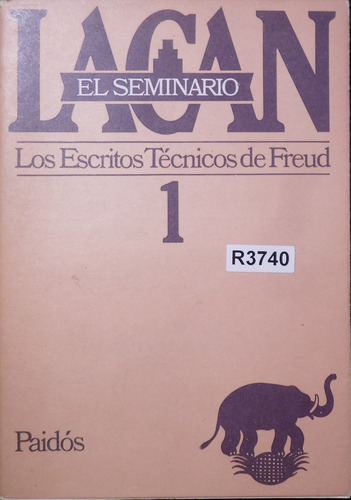 LACAN
EL SEMINARIO
Los Escritos Técnicos de Freud
1
R3740
Paidós